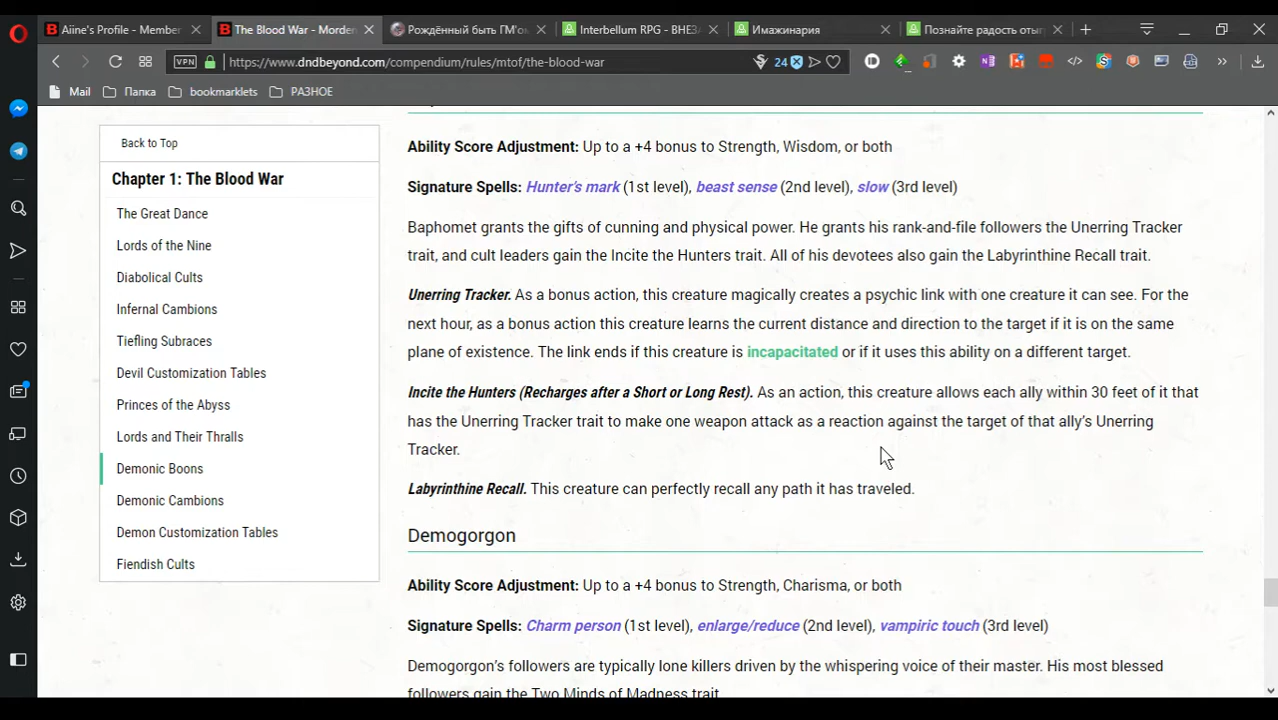 Aiine's Profile - Member
The Blood War - Morden
Рождённый быть ГМ'о
Interbellum RPG - ВНЕЗ
Имажинария
Познайте радость отыг
VPN
https://www.dndbeyond.com/compendium/rules/mtof/the-blood-war
24
Mail
Папка
bookmarklets
РАЗНОЕ
Back to Top
Chapter 1: The Blood War
The Great Dance
Lords of the Nine
Diabolical Cults
Infernal Cambions
Tiefling Subraces
Devil Customization Tables
Princes of the Abyss
Lords and Their Thralls
Demonic Boons
Demonic Cambions
Demon Customization Tables
Fiendish Cults
Ability Score Adjustment: Up to a +4 bonus to Strength, Wisdom, or both
Signature Spells: Hunter's mark (1st level), beast sense (2nd level), slow (3rd level)
Baphomet grants the gifts of cunning and physical power. He grants his rank-and-file followers the Unerring Tracker
trait, and cult leaders gain the Incite the Hunters trait. All of his devotees also gain the Labyrinthine Recall trait.
Unerring Tracker. As a bonus action, this creature magically creates a psychic link with one creature it can see. For the
next hour, as a bonus action this creature learns the current distance and direction to the target if it is on the same
plane of existence. The link ends if this creature is incapacitated or if it uses this ability on a different target.
Incite the Hunters (Recharges after a Short or Long Rest). As an action, this creature allows each ally within 30 feet of it that
has the Unerring Tracker trait to make one weapon attack as a reaction against the target of that ally's Unerring
Tracker.
Labyrinthine Recall. This creature can perfectly recall any path it has traveled.
Demogorgon
Ability Score Adjustment: Up to a +4 bonus to Strength, Charisma, or both
Signature Spells: Charm person (1st level), enlarge/reduce (2nd level), vampiric touch (3rd level)
Demogorgon's followers are typically lone killers driven by the whispering voice of their master. His most blessed
followers gain the Two Minds of Madness trait.